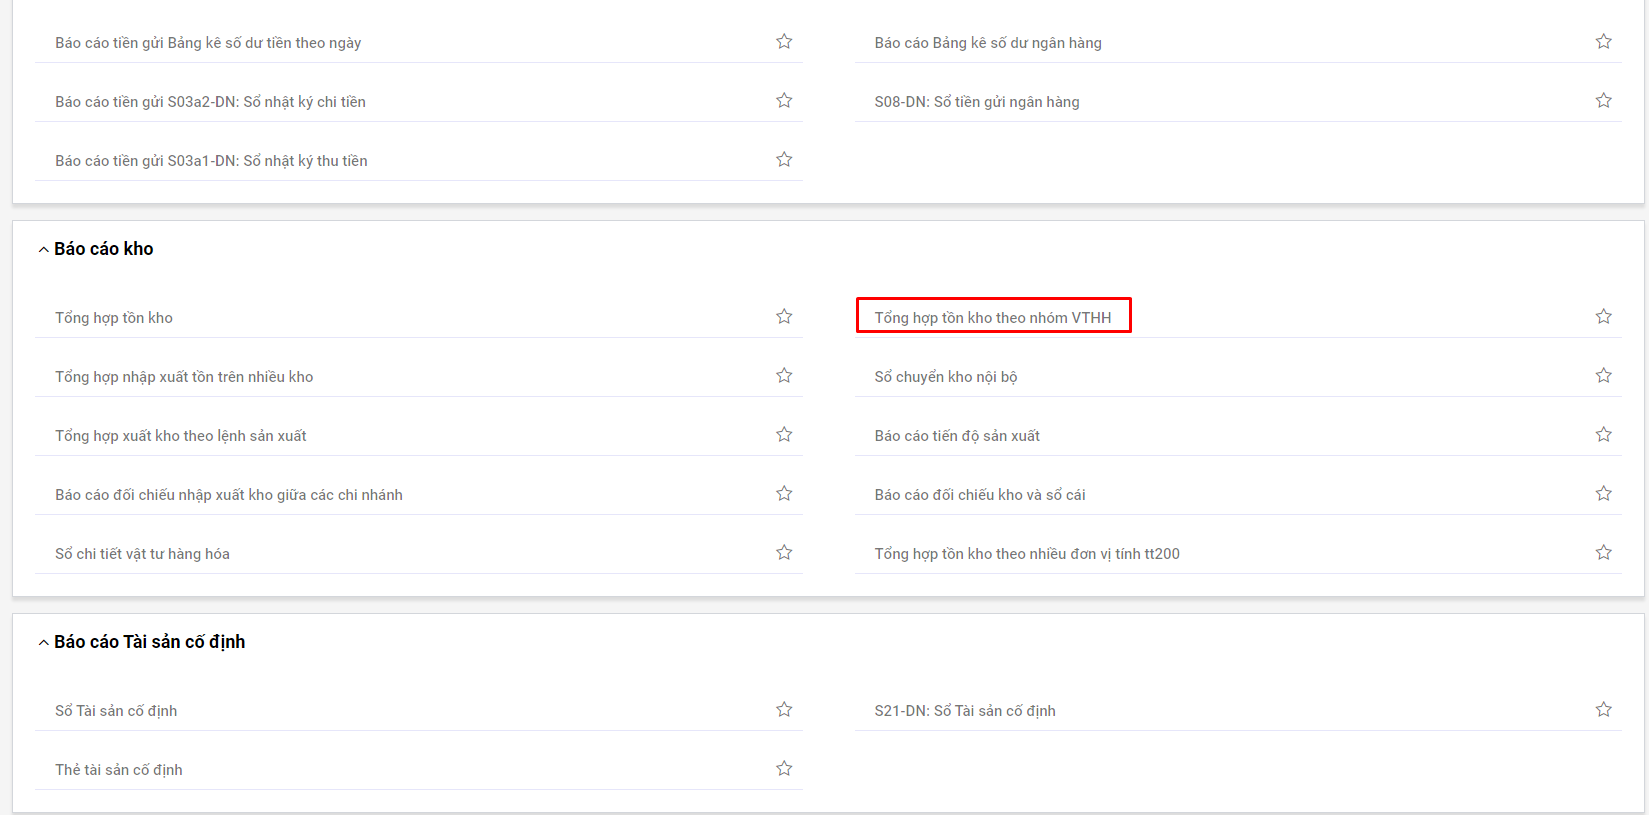 Báo cáo tiền gửi Bảng kê số dư tiền theo ngày
Báo cáo Bảng kê số dư ngân hàng
Báo cáo tiền gửi S03a2-DN: Sổ nhật ký chi tiền
S08-DN: Sổ tiền gửi ngân hàng
Báo cáo tiền gửi S03a1-DN: Sổ nhật ký thu tiền
Báo cáo kho
Tổng hợp tồn kho
Tổng hợp tồn kho theo nhóm VTHH
Tổng hợp nhập xuất tồn trên nhiều kho
Sổ chuyển kho nội bộ
Tổng hợp xuất kho theo lệnh sản xuất
Báo cáo tiến độ sản xuất
Báo cáo đối chiếu nhập xuất kho giữa các chi nhánh
Báo cáo đối chiếu kho và sổ cái
Sổ chi tiết vật tư hàng hóa
Tổng hợp tồn kho theo nhiều đơn vị tính tt200
Báo cáo Tài sản cố định
Sổ Tài sản cố định
S21-DN: Sổ Tài sản cố định
Thẻ tài sản cố định